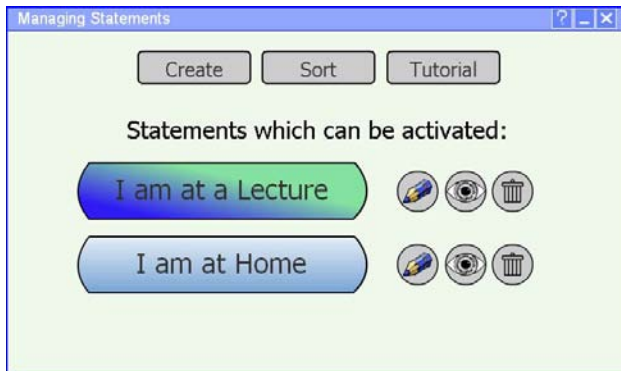 Managing Statements
Create Sort Tutorial
Statements which can be activated:
I am at a Lecture
I am at Home